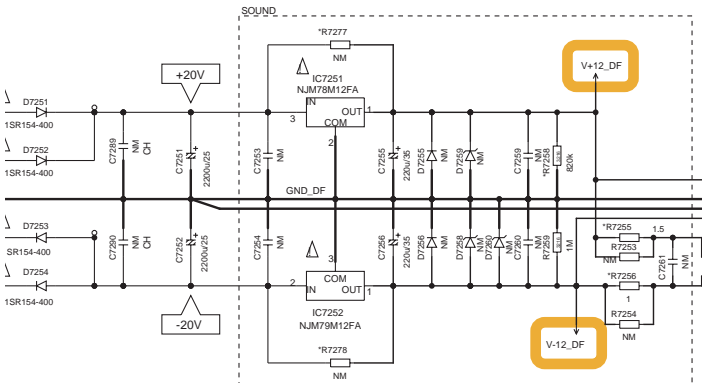 SOUND
*R7277
NM
+20V
IC7251
NJM78M12FA
IN
OUT
COM
3
1
2
V+12_DF
D7251
1SR154-400
D7252
1SR154-400
C7289
NM
CH
C7251
2200u/25
C7253
NM
C7255
220u/35
D7255
NM
D7259
NM
C7259
NM
*R7258
820k
GND_DF
D7253
SR154-400
D7254
1SR154-400
C7290
NM
CH
C7252
2200u/25
C7254
NM
3
COM
IN
OUT
2
1
IC7252
NJM79M12FA
C7256
220u/35
D7256
NM
D7258
NM
D7260
NM
C7260
NM
R7259
1M
*R7255
1.5
R7253
NM
*R7256
1
R7254
NM
C7261
NM
-20V
V-12_DF
*R7278
NM